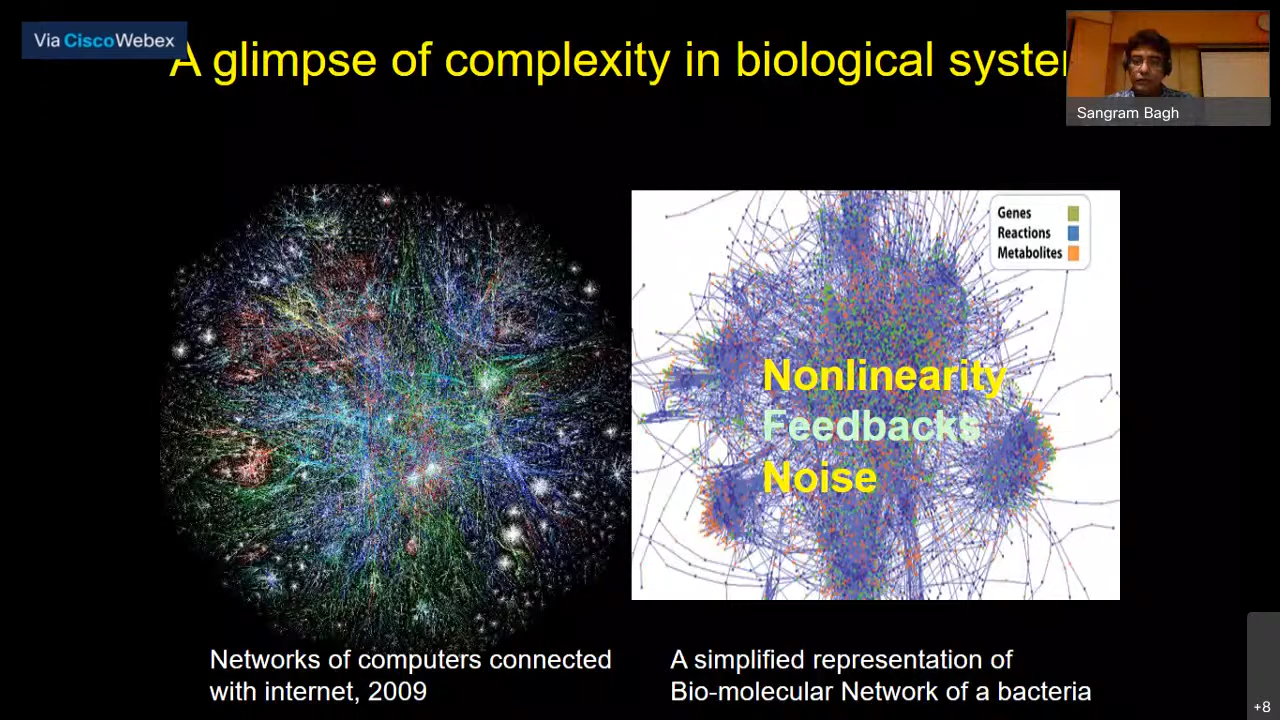 Via CiscoWebex
A glimpse of complexity in biological system
Sangram Bagh
Genes
Reactions
Metabolites
Nonlinearity
Feedbacks
Noise
Networks of computers connected
with internet, 2009
A simplified representation of
Bio-molecular Network of a bacteria
+8